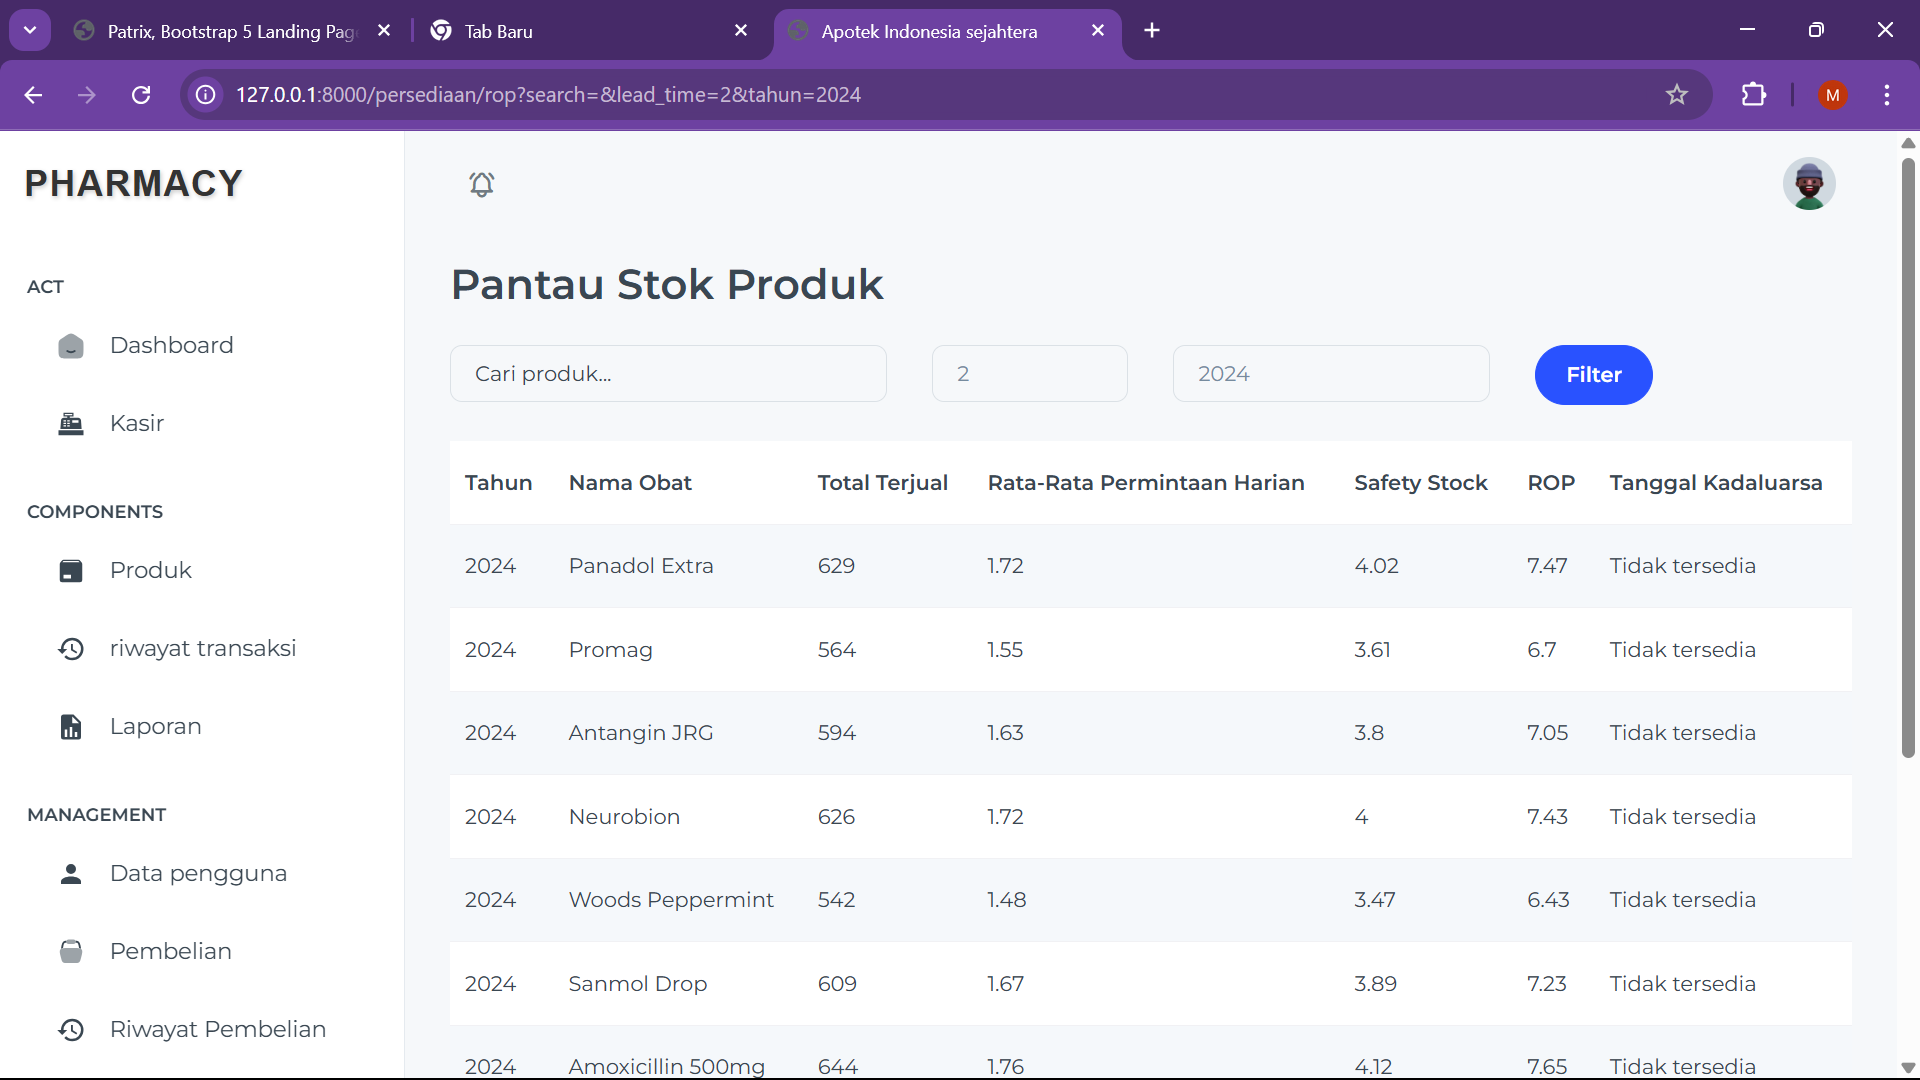 Patrix, Bootstrap 5 Landing Page
Tab Baru
Apotek Indonesia sejahtera
127.0.0.1:8000/persediaan/rop?search=&lead_time=2&tahun=2024
M
PHARMACY
ACT
Dashboard
Kasir
COMPONENTS
Produk
riwayat transaksi
Laporan
MANAGEMENT
Data pengguna
Pembelian
Riwayat Pembelian
Pantau Stok Produk
Cari produk... 2 2024 Filter
Tahun Nama Obat Total Terjual Rata-Rata Permintaan Harian Safety Stock ROP Tanggal Kadaluarsa
2024 Panadol Extra 629 1.72 4.02 7.47 Tidak tersedia
2024 Promag 564 1.55 3.61 6.7 Tidak tersedia
2024 Antangin JRG 594 1.63 3.8 7.05 Tidak tersedia
2024 Neurobion 626 1.72 4 7.43 Tidak tersedia
2024 Woods Peppermint 542 1.48 3.47 6.43 Tidak tersedia
2024 Sanmol Drop 609 1.67 3.89 7.23 Tidak tersedia
2024 Amoxicillin 500mg 644 1.76 4.12 7.65 Tidak tersedia